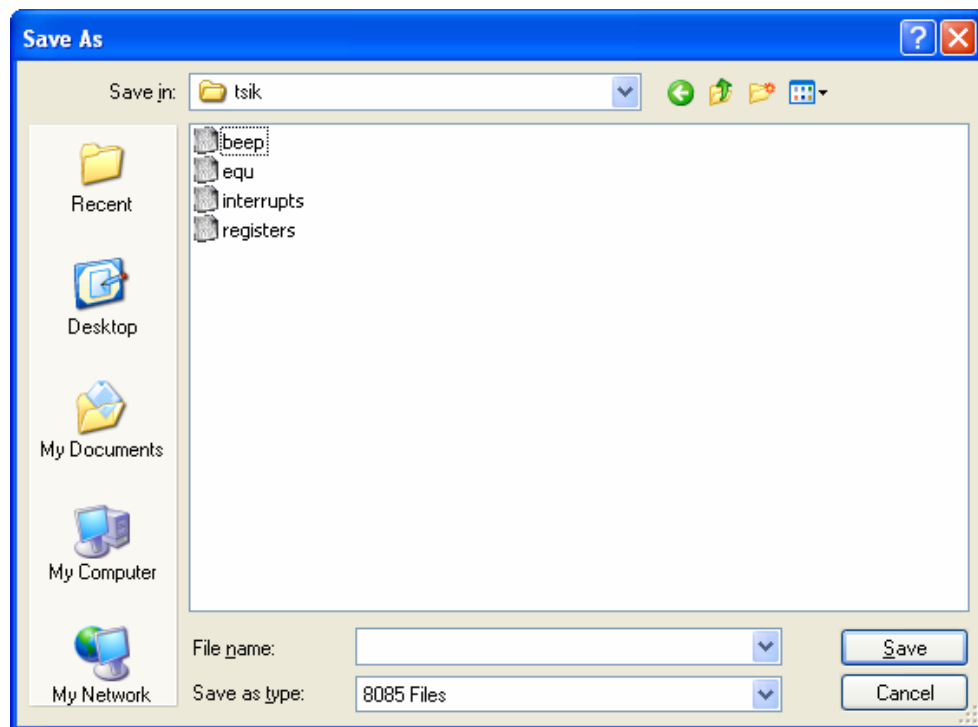 Save As
Save in: tsik
beep
equ
interrupts
registers
Recent
Desktop
My Documents
My Computer
My Network
File name:
Save
Save as type: 8085 Files
Cancel